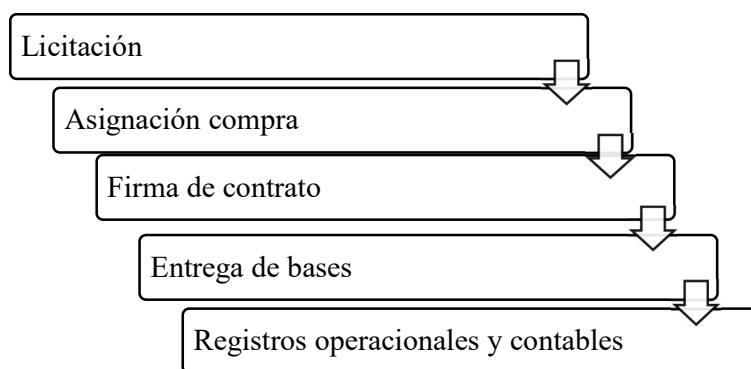 Licitación
Asignación compra
Firma de contrato
Entrega de bases
Registros operacionales y contables